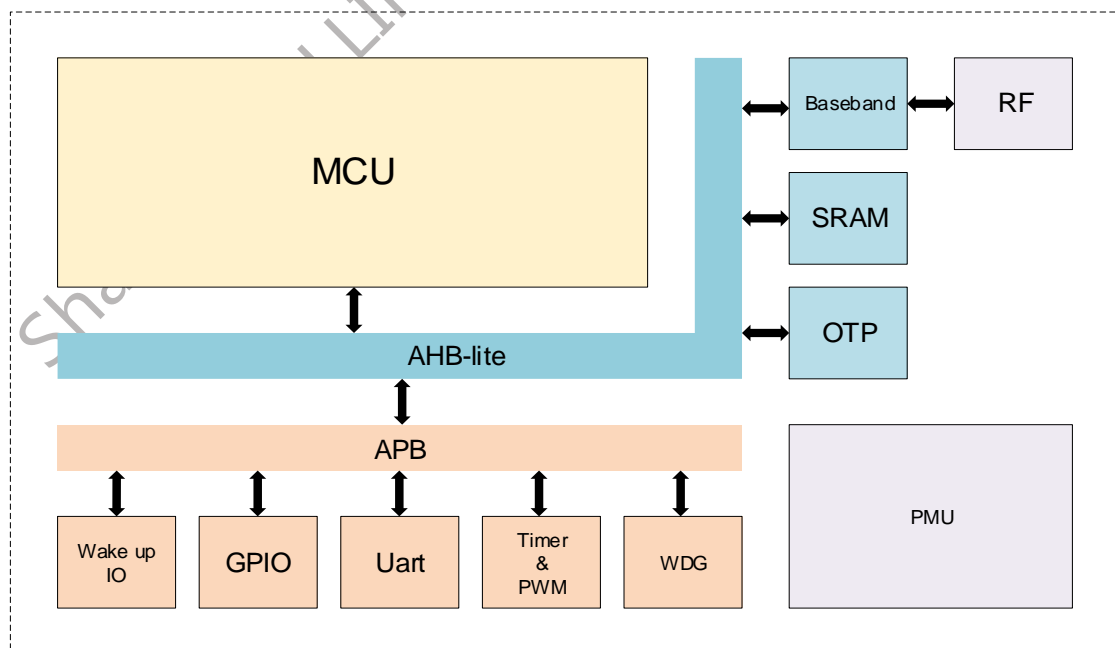 MCU
Baseband
RF
SRAM
OTP
AHB-lite
APB
Wake up
IO
GPIO
Uart
Timer
&
PWM
WDG
PMU